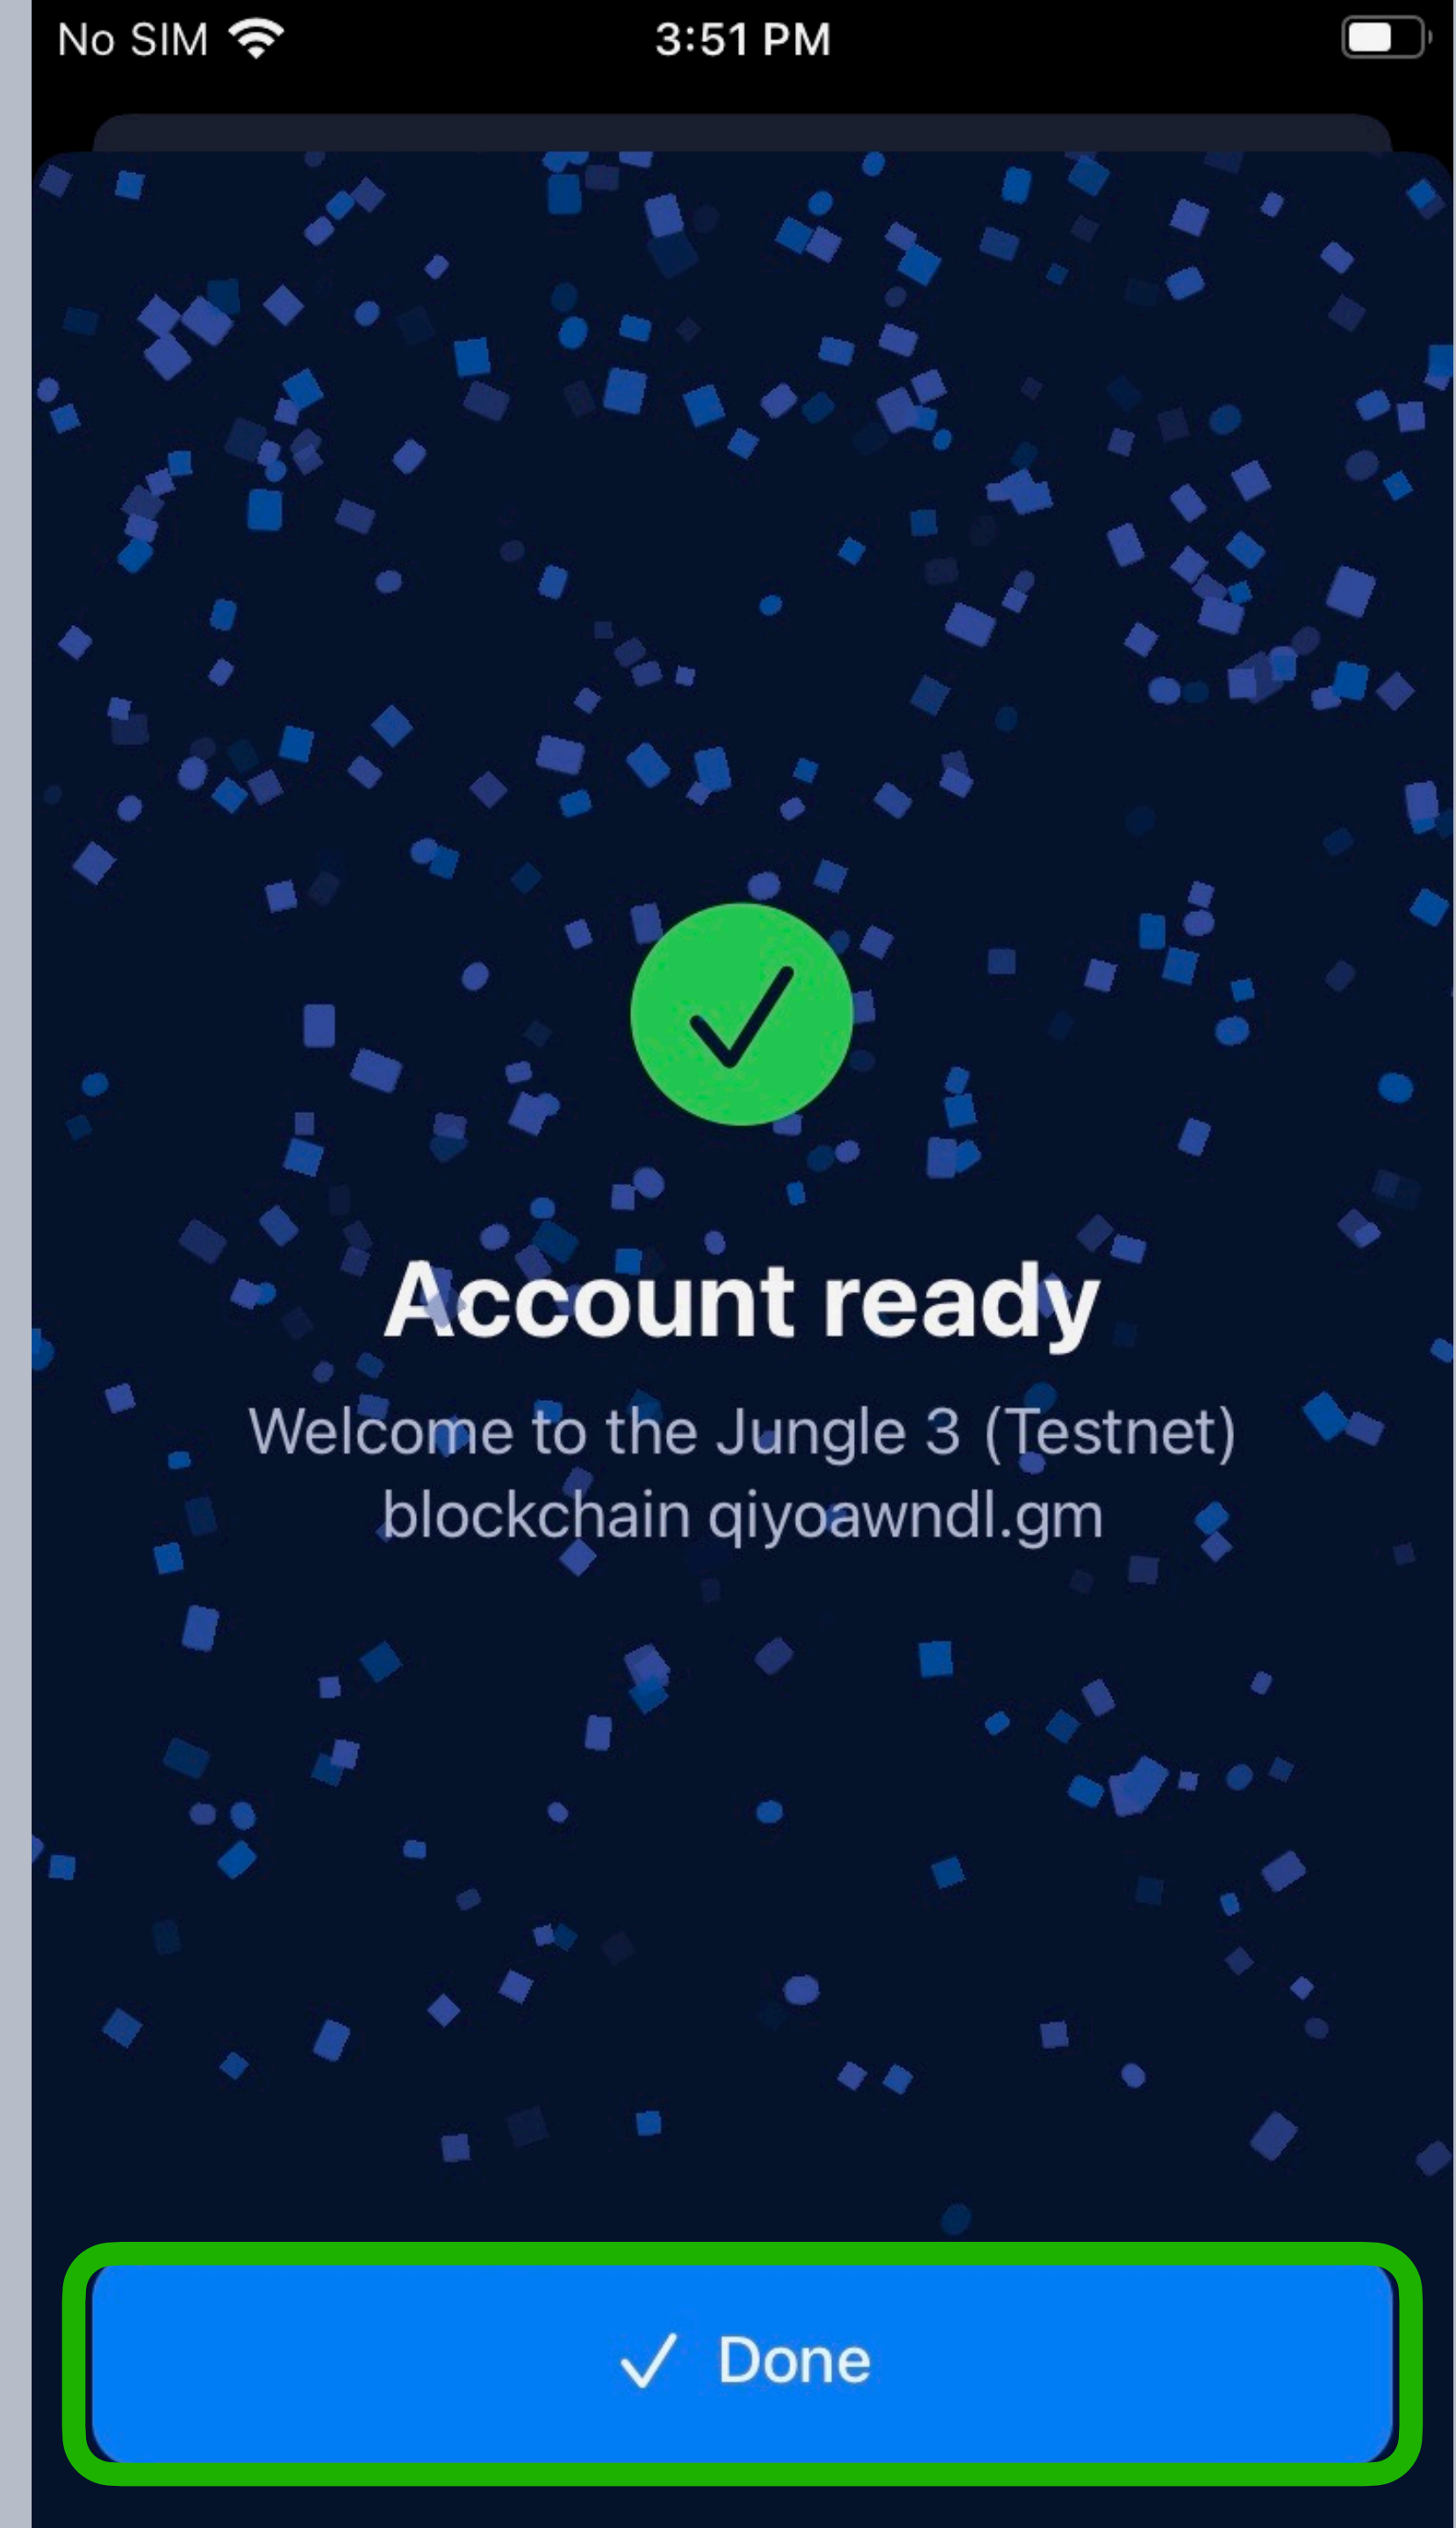 No SIM 3:51 PM
Account ready
Welcome to the Jungle 3 (Testnet)
blockchain qiyoawndl.gm
Done